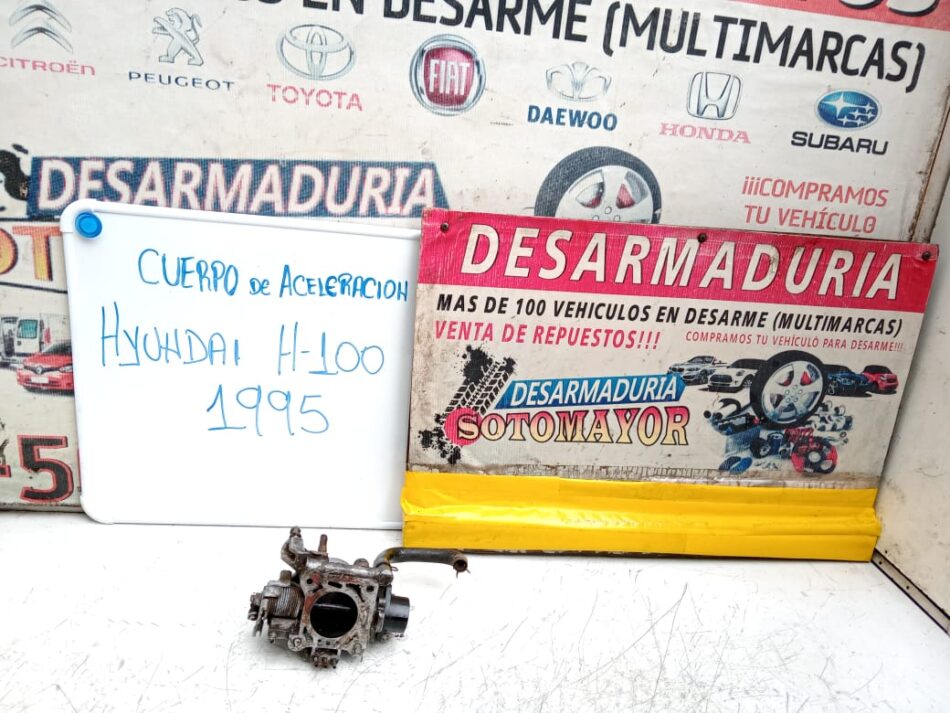 EN DESARME (MULTIMARCAS)
CITROËN
PEUGEOT
TOYOTA
FIAT
DAEWOO
HONDA
SUBARU
DESARMADURIA
¡¡¡COMPRAMOS
TU VEHÍCULO
CUERPO DE ACELERACION
HYUNDAI H-100
1995
DESARMADURIA
MAS DE 100 VEHICULOS EN DESARME (MULTIMARCAS)
VENTA DE REPUESTOS!!!
COMPRAMOS TU VEHÍCULO PARA DESARME!!!
DESARMADURIA
SOTOMAYOR